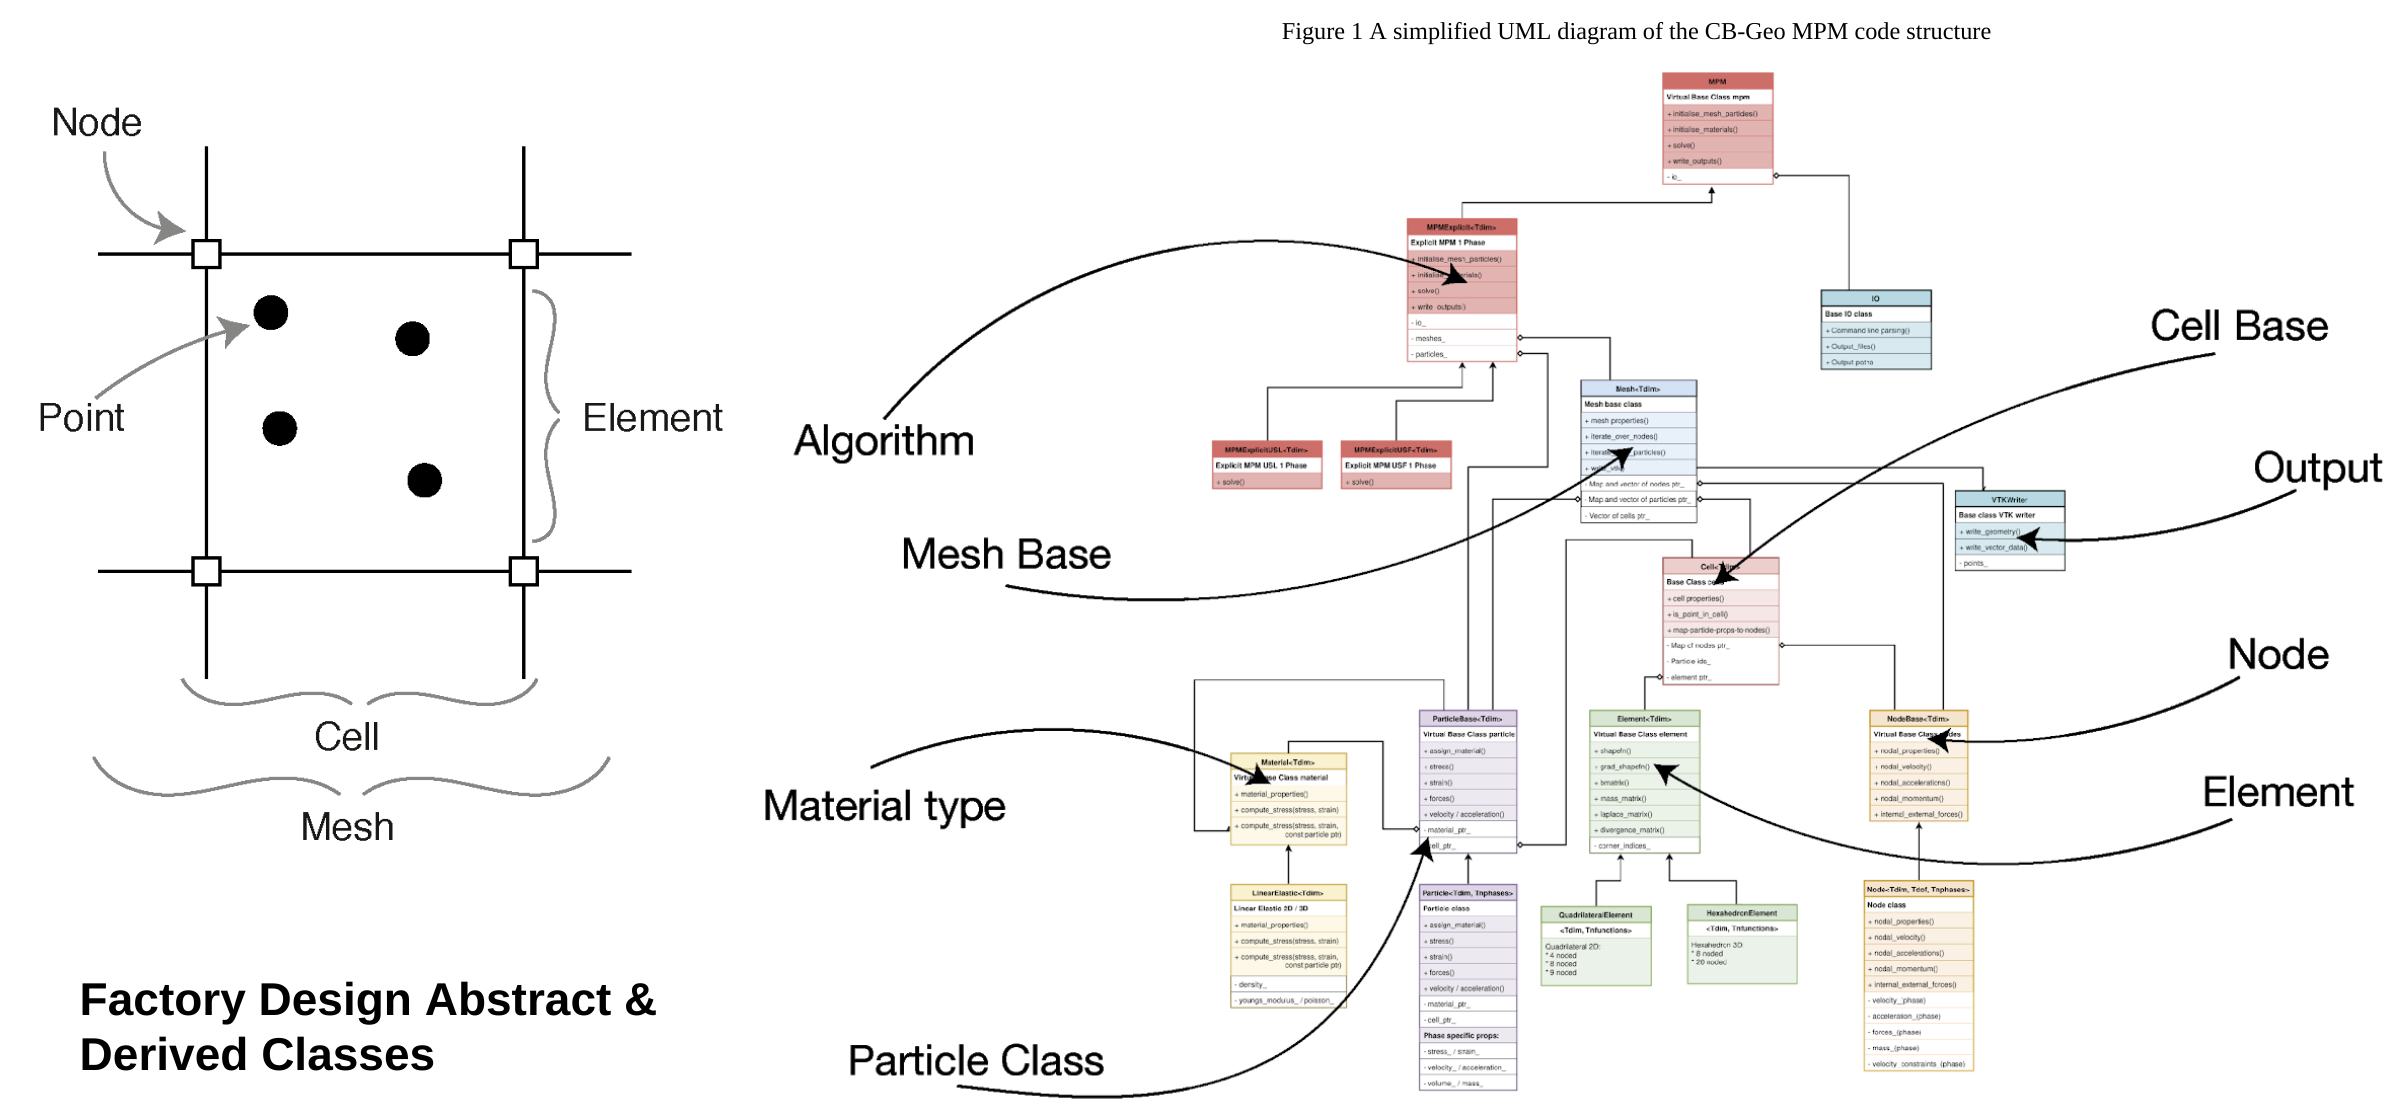 Figure 1 A simplified UML diagram of the CB-Geo MPM code structure
Node
Point
Element
Cell
Mesh
Factory Design Abstract &
Derived Classes
Algorithm
Mesh Base
Material type
Particle Class
Cell Base
Output
Node
Element
MPM
Virtual Base Class mpm
+ initialise_mesh_particles()
+ initialise_materials()
+ solve()
+ write_outputs()
- io_
MPMExplicit<Tdim>
Explicit MPM 1 Phase
+ initialise_mesh_particles()
+ solve()
+ write_outputs()
- io_
- meshes_
- particles_
IO
Base IO class
+ Command line parsing()
+ Output_files()
+ Output paths
MPMExplicitUSL<Tdim>
Explicit MPM USL 1 Phase
+ solve()
MPMExplicitUSF<Tdim>
Explicit MPM USF 1 Phase
+ solve()
Mesh<Tdim>
Mesh base class
+ mesh properties()
+ iterate_over_nodes()
- Map and vector of nodes ptr_
- Map and vector of particles ptr_
- Vector of cells ptr_
VTKWriter
Base class VTK writer
+ write_geometry()
+ write_vector_data()
- points_
Cell<Tdim>
Base Class
+ cell properties()
+ is_point_in_cell()
+ map-particle-props-to-nodes()
- Map of nodes ptr_
- Particle ids_
- element ptr_
Material<Tdim>
Virtual Base Class material
+ material_properties()
+ compute_stress(stress, strain)
+ compute_stress(stress, strain,
const particle ptr)
LinearElastic<Tdim>
Linear Elastic 2D / 3D
+ material_properties()
+ compute_stress(stress, strain)
+ compute_stress(stress, strain,
const particle ptr)
- density_
- youngs_modulus_ / poisson_
ParticleBase<Tdim>
Virtual Base Class particle
+ assign_material()
+ stress()
+ strain()
+ forces()
+ velocity / acceleration()
- material_ptr_
cell_ptr_
Particle<Tdim, Tnphases>
Particle class
+ assign_material()
+ stress()
+ strain()
+ forces()
+ velocity / acceleration()
- material_ptr_
- cell_ptr_
Phase specific props:
- stress_ / strain_
- velocity_ / acceleration_
- volume_ / mass_
Element<Tdim>
Virtual Base Class element
+ shapefn()
- grad_shapefn()
+ bmatrix()
+ mass_matrix()
+ laplace_matrix()
+ divergence_matrix()
- corner_indices_
QuadrilateralElement
<Tdim, Tnfunctions>
Quadrilateral 2D:
* 4 noded
* 8 noded
* 9 noded
HexahedronElement
<Tdim, Tnfunctions>
Hexahedron 3D
* 8 noded
* 20 noded
NodeBase<Tdim>
Virtual Base Class nodes
+ nodal_properties()
+ nodal_velocity()
+ nodal_accelerations()
+ nodal_momentum()
+ internal_external_forces()
Node<Tdim, Tdof, Tnphases>
Node class
+ nodal_properties()
+ nodal_velocity()
+ nodal_accelerations()
+ nodal_momentum()
+ internal_external_forces()
- velocity_(phase)
- acceleration_(phase)
- forces_(phase)
- mass_(phase)
- velocity_constraints_(phase)